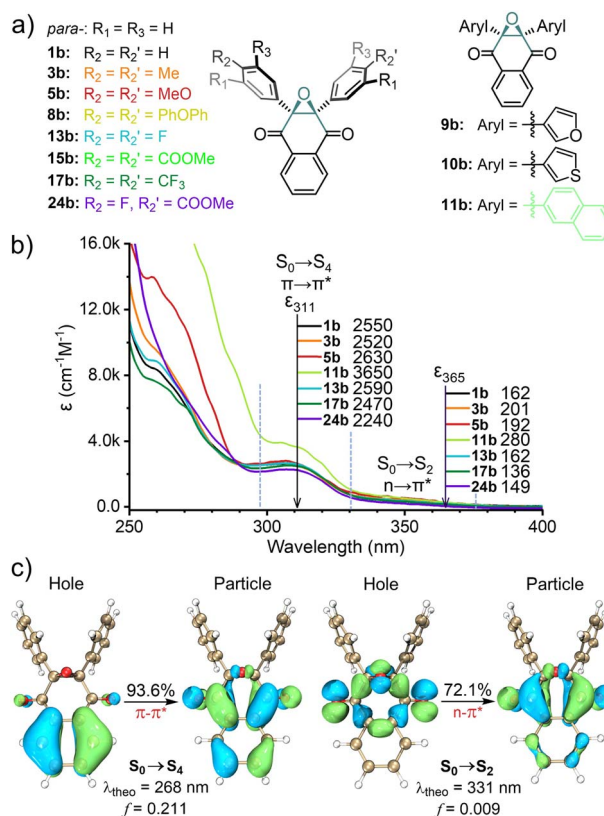 a)
para-: R₁ = R₃ = H
1b: R₂ = R₂' = H
3b: R₂ = R₂' = Me
5b: R₂ = R₂' = MeO
8b: R₂ = R₂' = PhOPh
13b: R₂ = R₂' = F
15b: R₂ = R₂' = COOMe
17b: R₂ = R₂' = CF₃
24b: R₂ = F, R₂' = COOMe
R₂ R₃ R₃ R₂'
R₁ R₁
O
O O
Aryl O Aryl
O O
9b: Aryl = O
10b: Aryl = S
11b: Aryl =
b)
ε (cm⁻¹M⁻¹)
16.0k
12.0k
8.0k
4.0k
0.0
250 300 350 400
Wavelength (nm)
S₀→S₄
π→π*
ε₃₁₁
1b 2550
3b 2520
5b 2630
11b 3650
13b 2590
17b 2470
24b 2240
S₀→S₂
n→π*
ε₃₆₅
1b 162
3b 201
5b 192
11b 280
13b 162
17b 136
24b 149
c)
Hole Particle Hole Particle
93.6%
π-π*
72.1%
n-π*
S₀→S₄
λtheo = 268 nm
f = 0.211
S₀→S₂
λtheo = 331 nm
f = 0.009